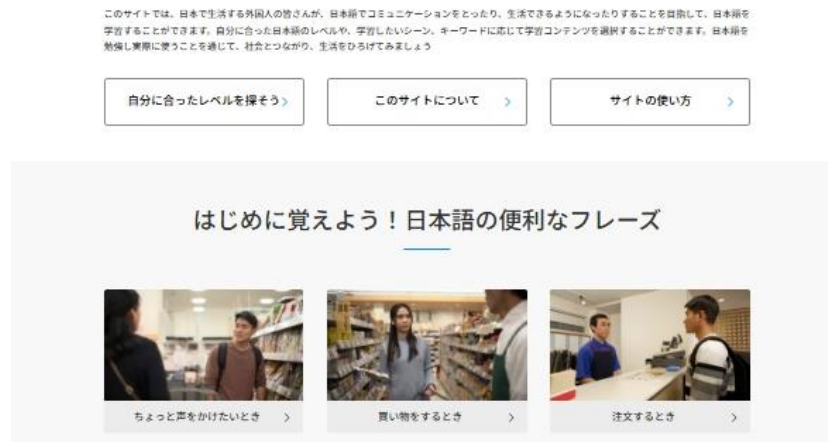 このサイトでは、日本で生活する外国人の皆さんが、日本語でコミュニケーションをとったり、生活できるようになったりすることを目指して、日本語を
学習することができます。自分に合った日本語のレベルや、学習したいシーン、キーワードに応じて学習コンテンツを選択することができます。日本語を
勉強し実際に使うことを通じて、社会とつながり、生活をひろげてみましょう
自分に合ったレベルを探そう
このサイトについて
サイトの使い方
はじめに覚えよう！日本語の便利なフレーズ
ちょっと声をかけたいとき
買い物をするとき
注文するとき